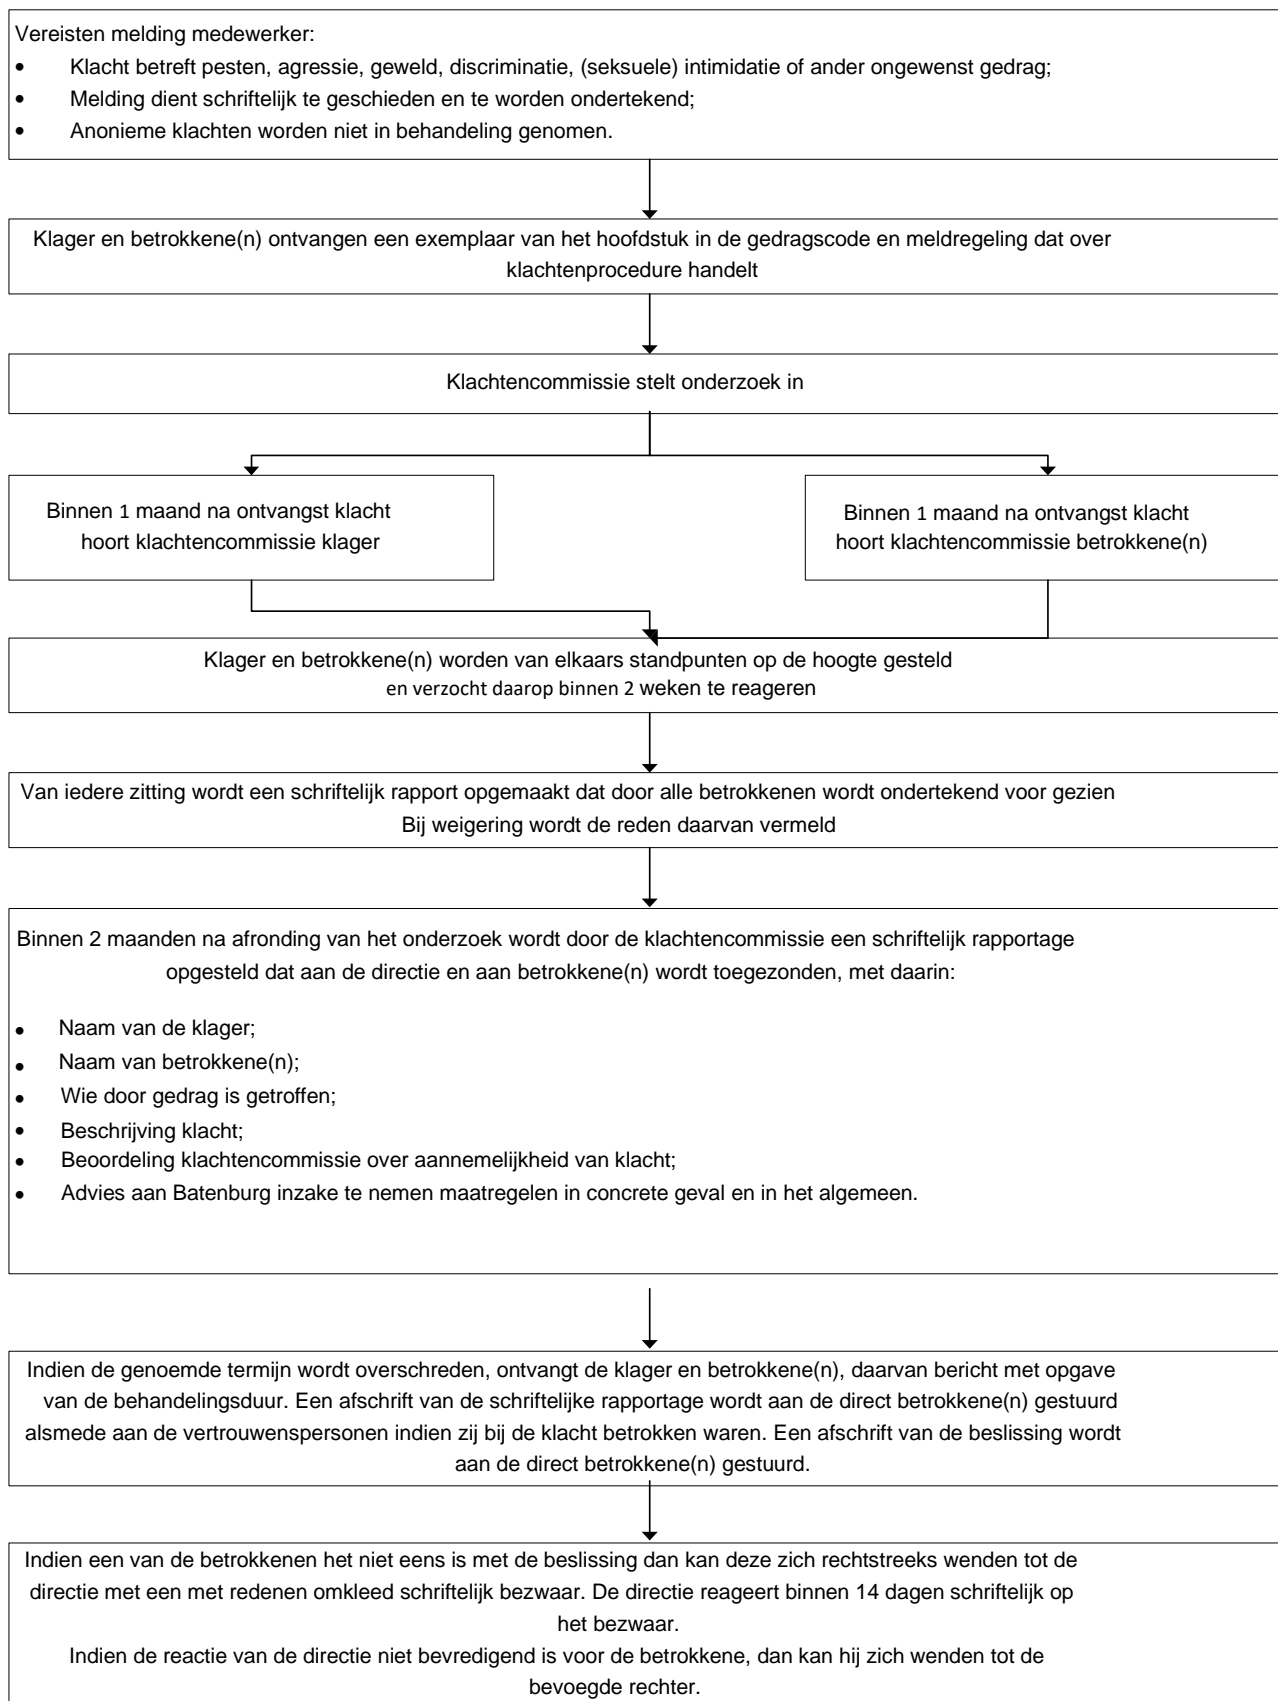 Vereisten melding medewerker:
• Klacht betreft pesten, agressie, geweld, discriminatie, (seksuele) intimidatie of ander ongewenst gedrag;
• Melding dient schriftelijk te geschieden en te worden ondertekend;
• Anonieme klachten worden niet in behandeling genomen.
Klager en betrokkene(n) ontvangen een exemplaar van het hoofdstuk in de gedragscode en meldregeling dat over
klachtenprocedure handelt
Klachtencommissie stelt onderzoek in
Binnen 1 maand na ontvangst klacht
hoort klachtencommissie klager
Binnen 1 maand na ontvangst klacht
hoort klachtencommissie betrokkene(n)
Klager en betrokkene(n) worden van elkaars standpunten op de hoogte gesteld
en verzocht daarop binnen 2 weken te reageren
Van iedere zitting wordt een schriftelijk rapport opgemaakt dat door alle betrokkenen wordt ondertekend voor gezien
Bij weigering wordt de reden daarvan vermeld
Binnen 2 maanden na afronding van het onderzoek wordt door de klachtencommissie een schriftelijk rapportage
opgesteld dat aan de directie en aan betrokkene(n) wordt toegezonden, met daarin:
• Naam van de klager;
• Naam van betrokkene(n);
• Wie door gedrag is getroffen;
• Beschrijving klacht;
• Beoordeling klachtencommissie over aannemelijkheid van klacht;
• Advies aan Batenburg inzake te nemen maatregelen in concrete geval en in het algemeen.
Indien de genoemde termijn wordt overschreden, ontvangt de klager en betrokkene(n), daarvan bericht met opgave
van de behandelingsduur. Een afschrift van de schriftelijke rapportage wordt aan de direct betrokkene(n) gestuurd
alsmede aan de vertrouwenspersonen indien zij bij de klacht betrokken waren. Een afschrift van de beslissing wordt
aan de direct betrokkene(n) gestuurd.
Indien een van de betrokkenen het niet eens is met de beslissing dan kan deze zich rechtstreeks wenden tot de
directie met een met redenen omkleed schriftelijk bezwaar. De directie reageert binnen 14 dagen schriftelijk op
het bezwaar.
Indien de reactie van de directie niet bevredigend is voor de betrokkene, dan kan hij zich wenden tot de
bevoegde rechter.